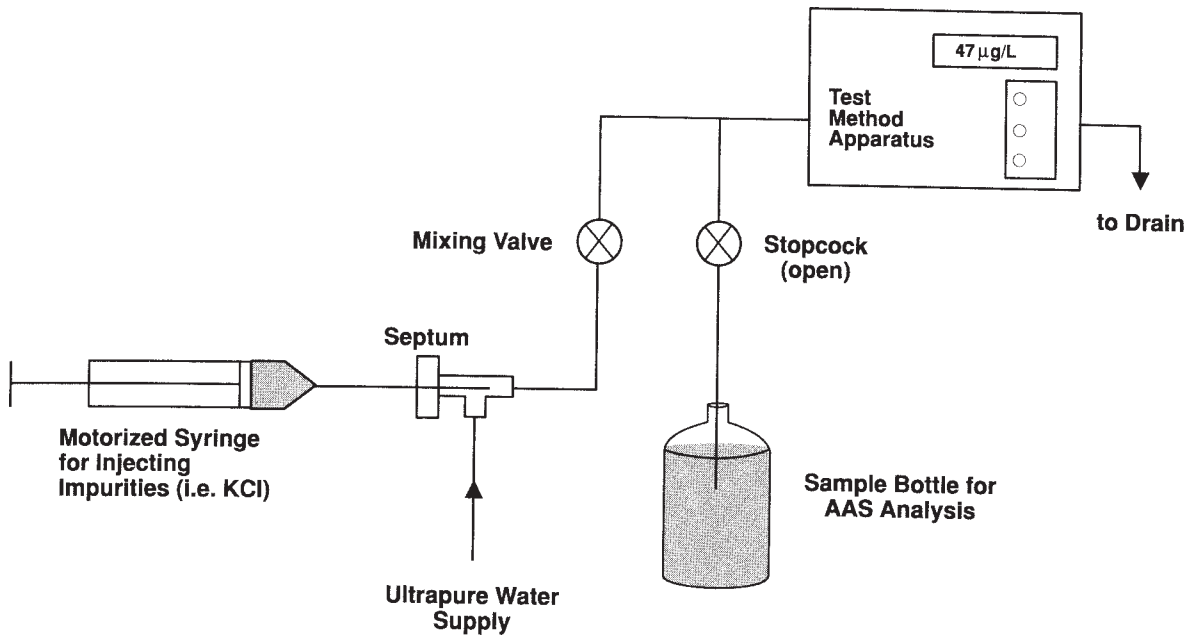 47 µg/L
Test
Method
Apparatus
to Drain
Mixing Valve
Stopcock
(open)
Septum
Motorized Syringe
for Injecting
Impurities (i.e. KCl)
Sample Bottle for
AAS Analysis
Ultrapure Water
Supply